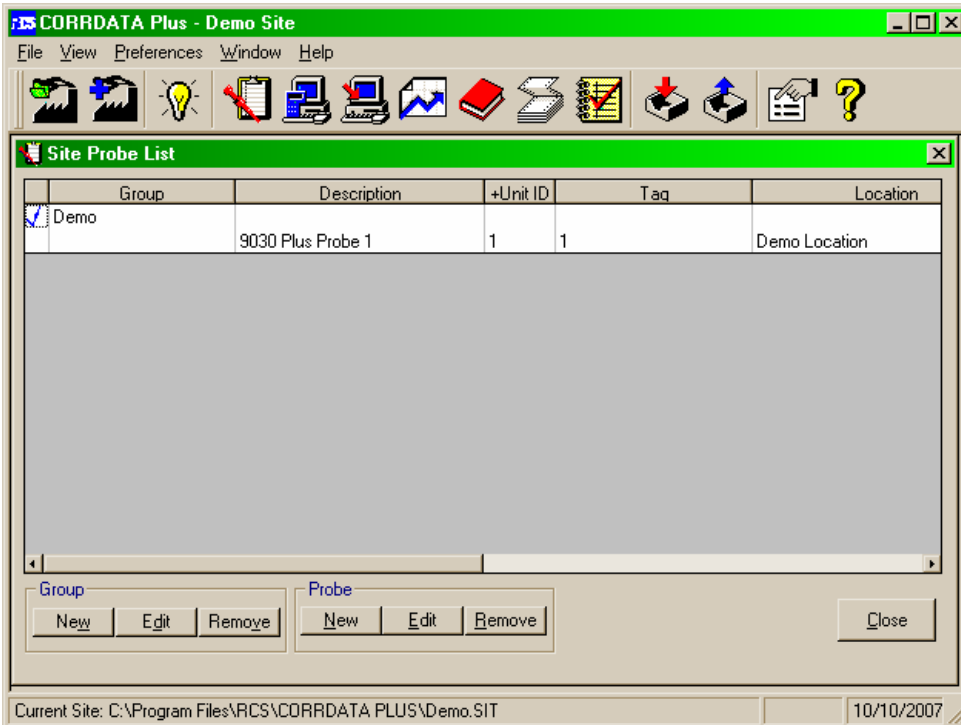 CORRDATA Plus - Demo Site
File View Preferences Window Help
Site Probe List
Group Description +Unit ID Tag Location
Demo
9030 Plus Probe 1 1 1 Demo Location
Group Probe
New Edit Remove New Edit Remove Close
Current Site: C:\Program Files\RCS\CORRDATA PLUS\Demo.SIT 10/10/2007